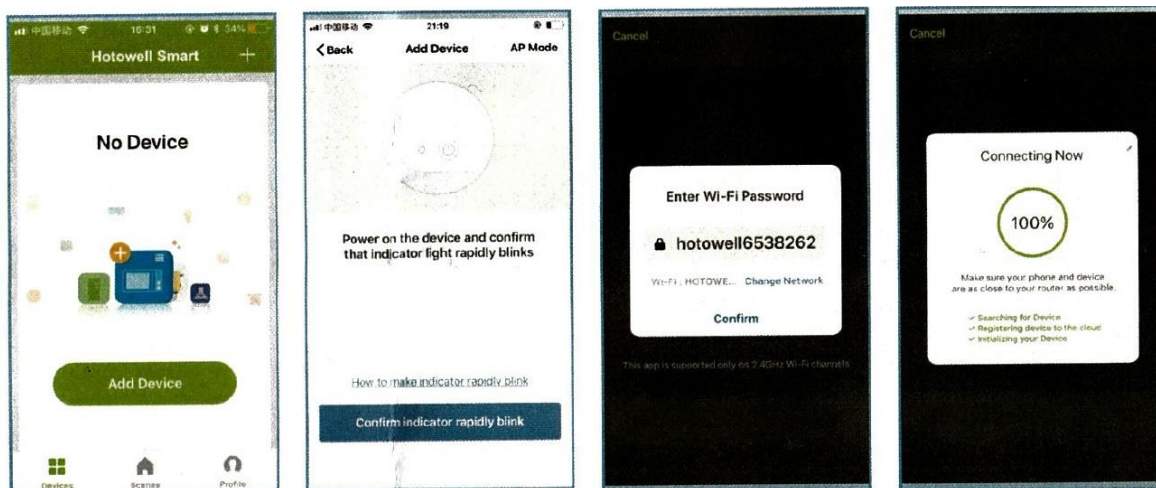 中国移动
16:31
34%
Hotowell Smart
+
No Device
Add Device
Devices
Scenes
Profile
中国移动
21:19
Back
Add Device
AP Mode
Power on the device and confirm
that indicator light rapidly blinks
How to make indicator rapidly blink
Confirm indicator rapidly blink
Cancel
Enter Wi-Fi Password
hotowell6538262
Wi-Fi : HOTOWE... Change Network
Confirm
This app is supported only on 2.4GHz Wi-Fi channels
Cancel
Connecting Now
100%
Make sure your phone and device
are as close to your router as possible.
✓ Searching for Device
✓ Registering device to the cloud
✓ Initializing your Device